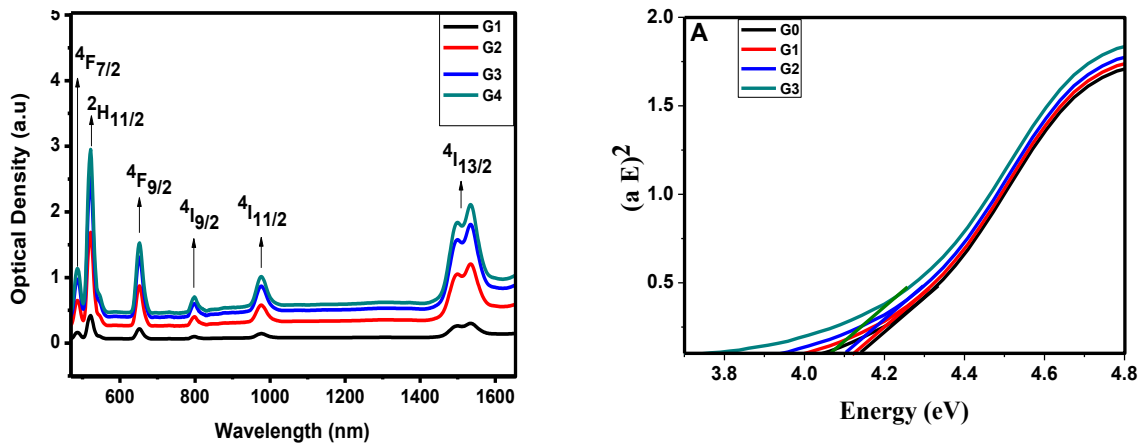 5
4
3
2
1
0
Optical Density (a.u)
4F7/2
2H11/2
4F9/2
4I9/2
4I11/2
4I13/2
G1
G2
G3
G4
600 800 1000 1200 1400 1600
Wavelength (nm)
A
G0
G1
G2
G3
2.0
1.5
1.0
0.5
(a E)2
3.8 4.0 4.2 4.4 4.6 4.8
Energy (eV)